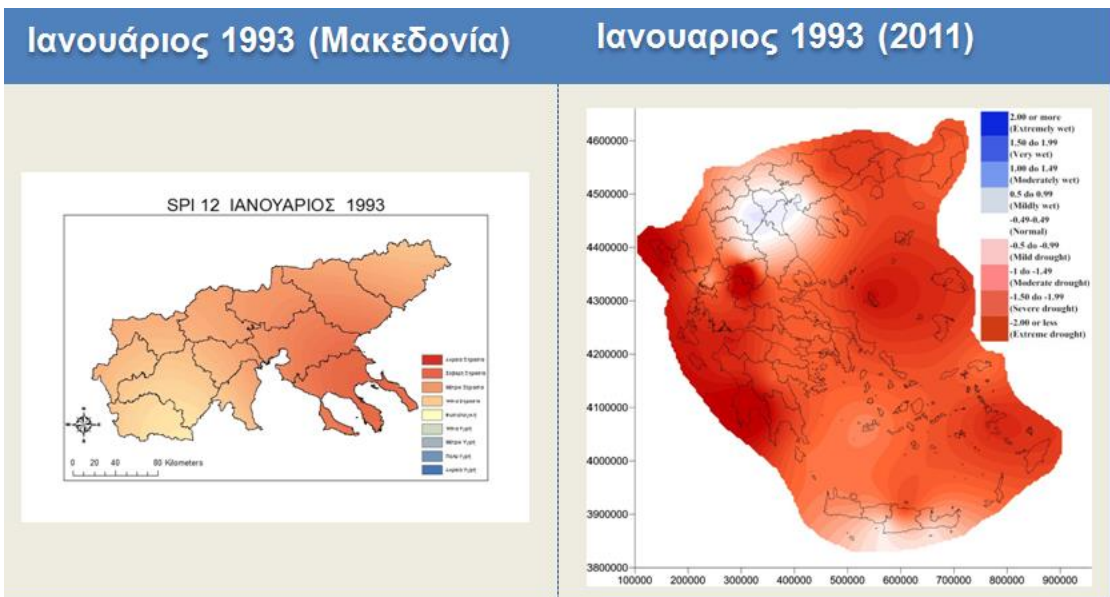 Ιανουάριος 1993 (Μακεδονία)
Ιανουαριος 1993 (2011)
SPI 12 ΙΑΝΟΥΑΡΙΟΣ 1993
0 20 40 80 Kilometers
2.00 or more
(Extremely wet)
1.50 do 1.99
(Very wet)
1.00 do 1.49
(Moderately wet)
0.5 do 0.99
(Mildly wet)
-0.49-0.49
(Normal)
-0.5 do -0.99
(Mild drought)
-1 do -1.49
(Moderate drought)
-1.50 do -1.99
(Severe drought)
-2.00 or less
(Extreme drought)
4600000
4500000
4400000
4300000
4200000
4100000
4000000
3900000
3800000
100000 200000 300000 400000 500000 600000 700000 800000 900000